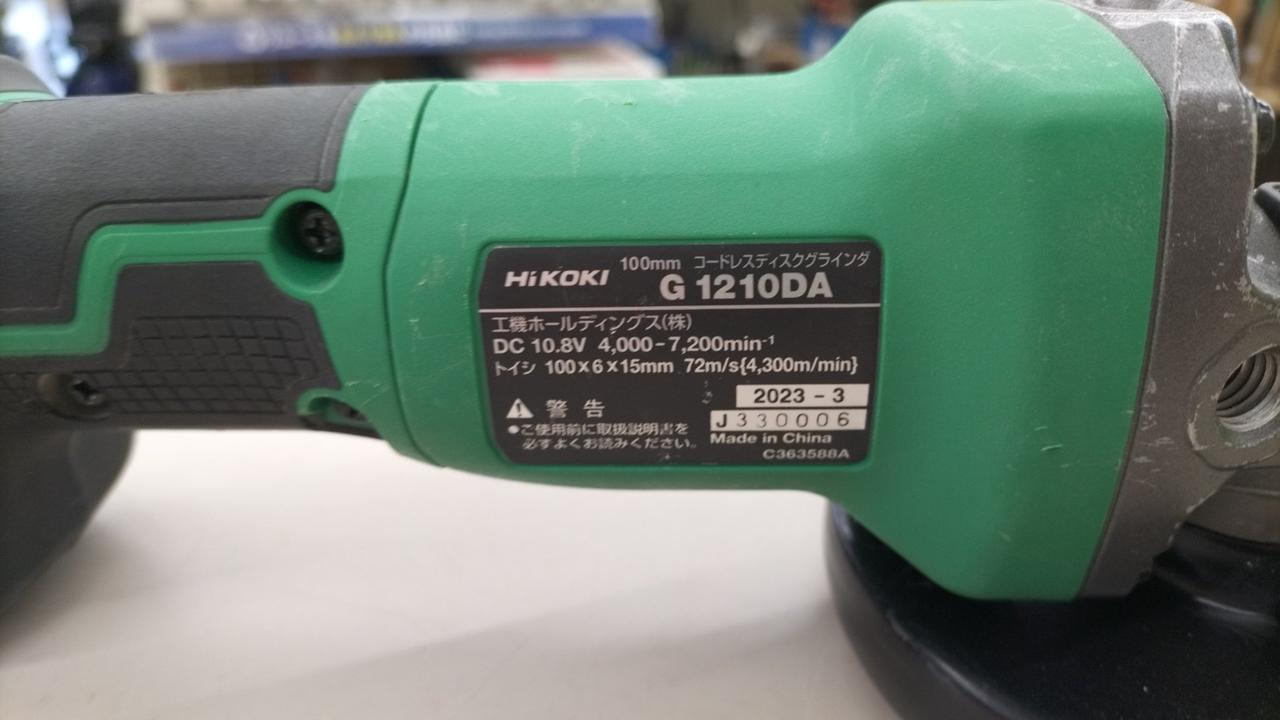 HiKOKI
100mm コードレスディスクグラインダ
G 1210DA
工機ホールディングス(株)
DC 10.8V 4,000-7,200min-1
トイシ 100×6×15mm 72m/s{4,300m/min}
警告
●ご使用前に取扱説明書を
必ずよくお読みください。
2023-3
J330006
Made in China
C363588A